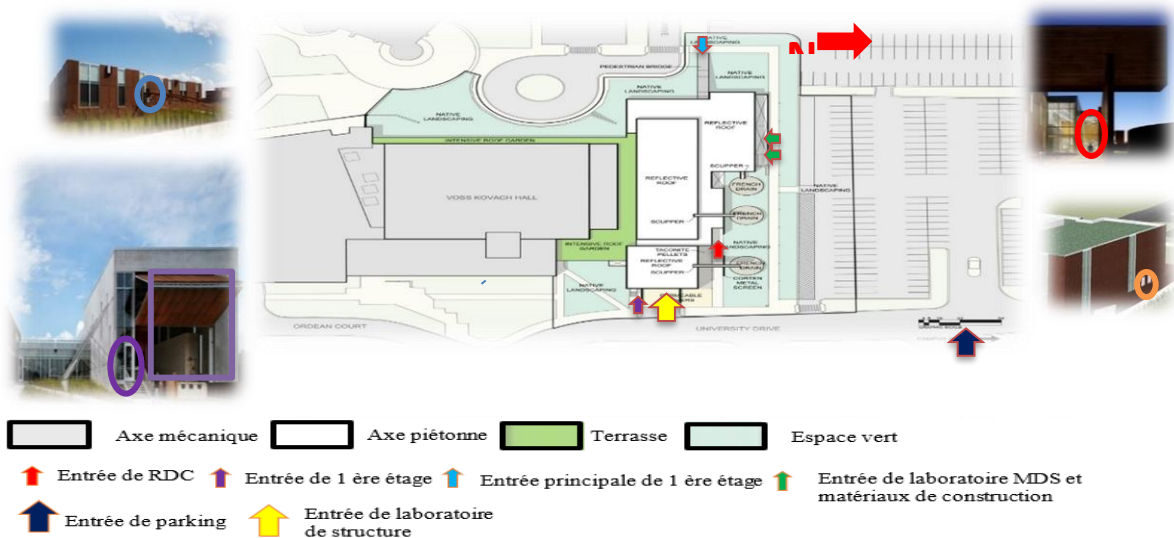 NATIVE
LANDSCAPING
N
PEDESTRIAN BRIDGE
NATIVE
LANDSCAPING
NATIVE
LANDSCAPING
NATIVE
LANDSCAPING
REFLECTIVE
ROOF
INTENSIVE ROOF GARDEN
SCUPPER
REFLECTIVE
ROOF
FRENCH
DRAIN
NATIVE
LANDSCAPING
VOSS KOVACH HALL
SCUPPER
FRENCH
DRAIN
INTENSIVE ROOF
GARDEN
TACONITE
PELLETS
NATIVE
LANDSCAPING
REFLECTIVE
ROOF
SCUPPER
FRENCH
DRAIN
NATIVE
LANDSCAPING
CORTEN
METAL
SCREEN
ORDEAN COURT
UNIVERSITY DRIVE
Axe mécanique
Axe piétonne
Terrasse
Espace vert
Entrée de RDC
Entrée de 1 ère étage
Entrée principale de 1 ère étage
Entrée de laboratoire MDS et
matériaux de construction
Entrée de parking
Entrée de laboratoire
de structure